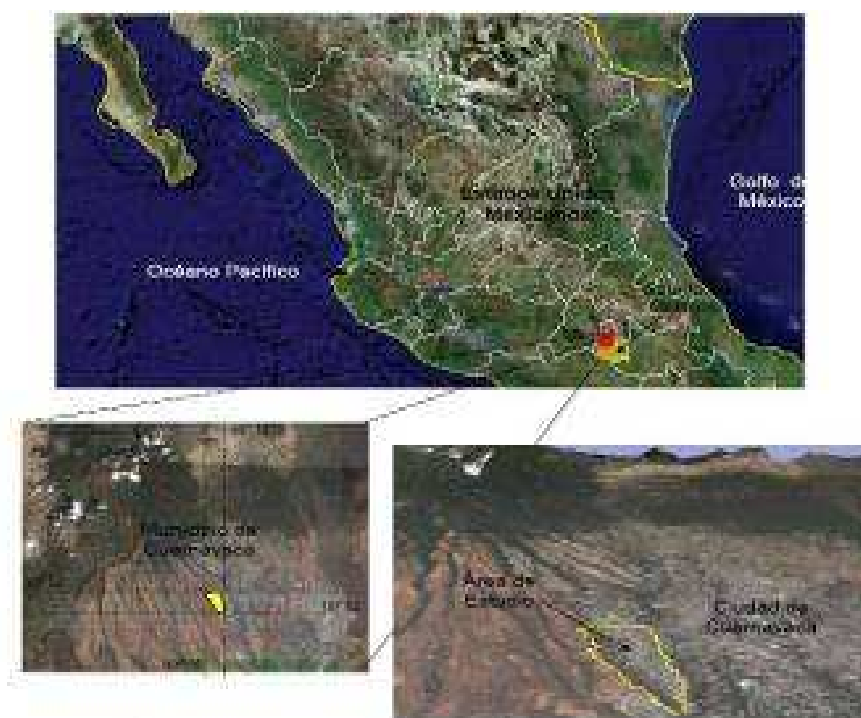 Estados Unidos
Mexicanos
Golfo de
México
Océano Pacífico
Municipio de
Cuernavaca
Área de
Estudio
Ciudad de
Cuernavaca